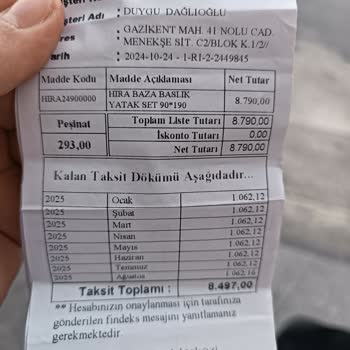 : DUYGU DAĞLIOĞLU
şteri Adı
: GAZİKENT MAH. 41 NOLU CAD.
MENEKŞE SİT. C2/BLOK K.1/2//
arih : 2024-10-24 - 1-R1-2-2449845
Madde Kodu Madde Açıklaması Net Tutar
HIRA24900000 HIRA BAZA BASLIK YATAK SET 90*190 8.790,00
Peşinat Toplam Liste Tutarı 8.790,00
İskonto Tutarı 0.00
293,00 Net Tutarı 8.790,00
Kalan Taksit Dökümü Aşağıdadır...
2025 Ocak 1.062,12
2025 Şubat 1.062,12
2025 Mart 1.062,12
2025 Nisan 1.062,12
2025 Mayıs 1.062,12
2025 Haziran 1.062,12
2025 Temmuz 1.062,12
2025 Ağustos 1.062,16
Taksit Toplamı : 8.497,00
** Hesabınızın onaylanması için tarafınıza
gönderilen findeks mesajını yanıtlamanız
gerekmektedir.